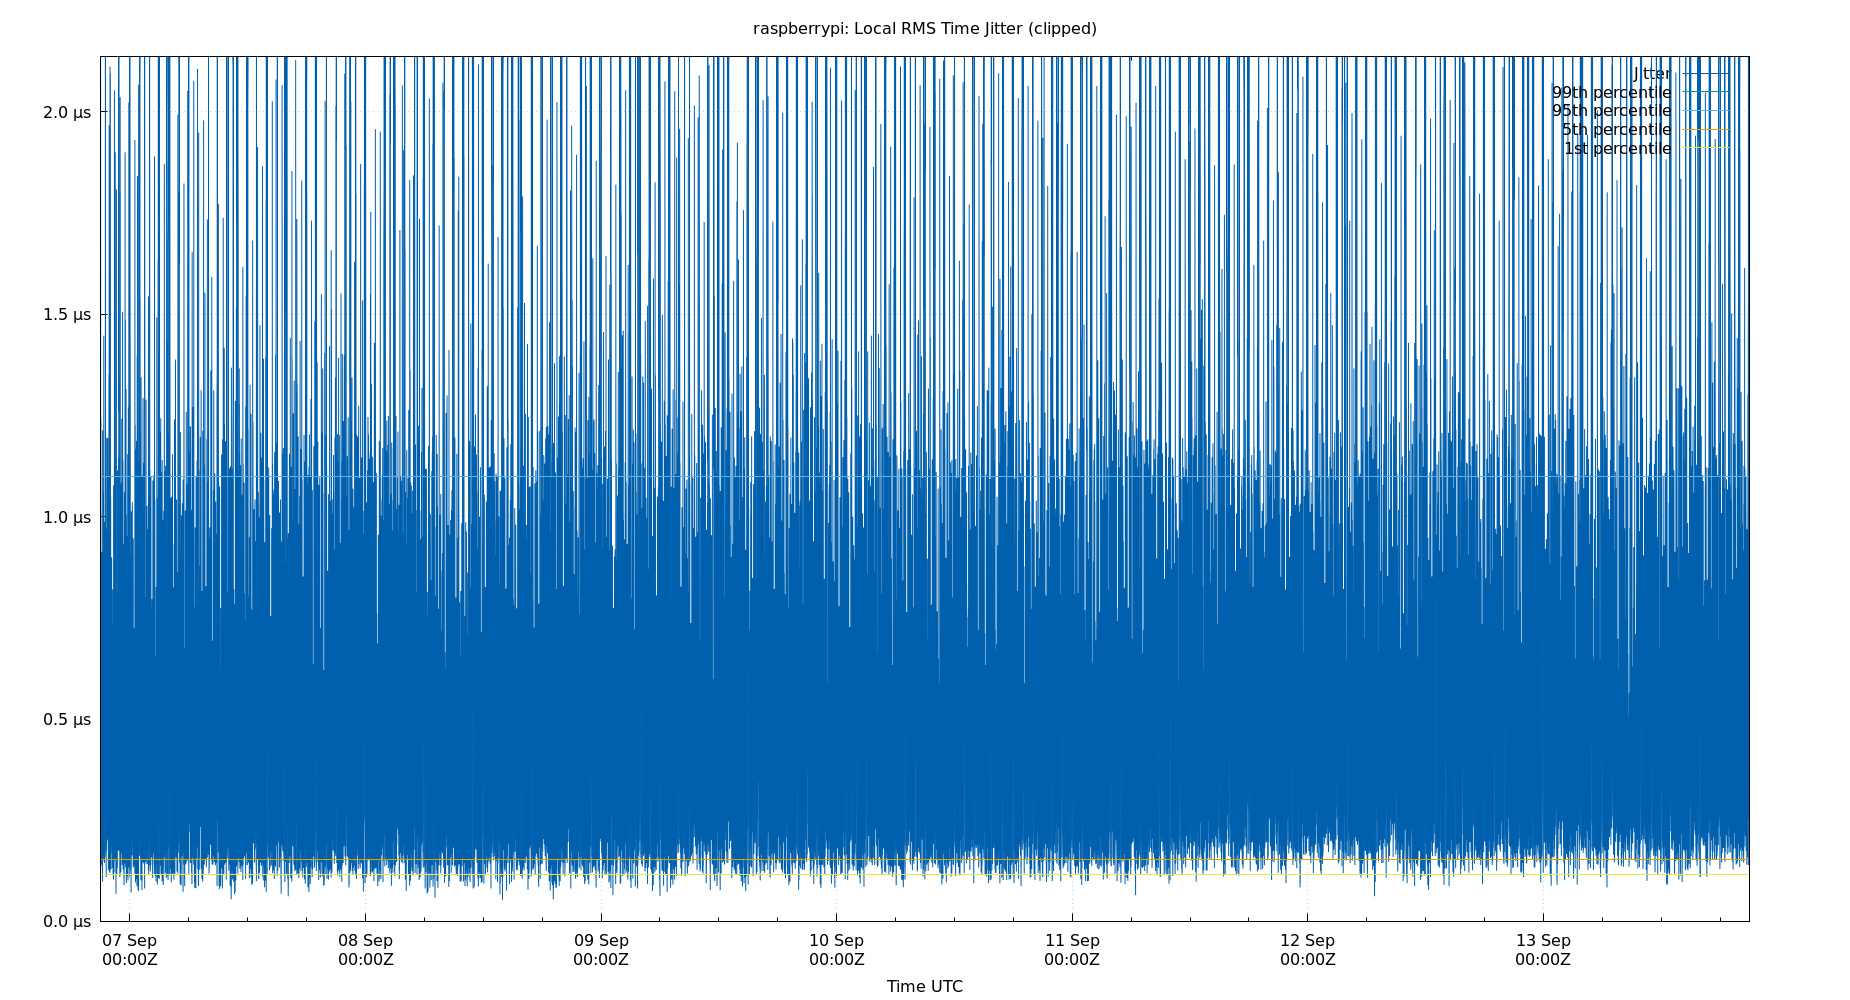 raspberrypi: Local RMS Time Jitter (clipped)
Jitter
99th percentile
95th percentile
5th percentile
1st percentile
2.0 µs
1.5 µs
1.0 µs
0.5 µs
0.0 µs
07 Sep 08 Sep 09 Sep 10 Sep 11 Sep 12 Sep 13 Sep
00:00Z 00:00Z 00:00Z 00:00Z 00:00Z 00:00Z 00:00Z
Time UTC